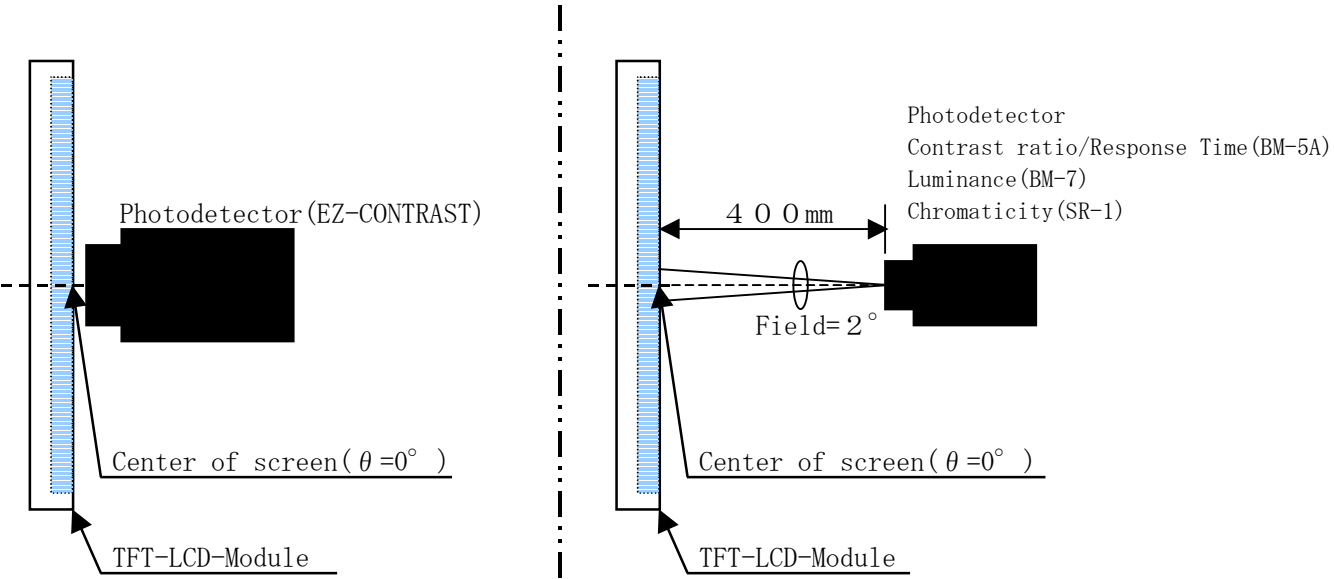 Photodetector(EZ-CONTRAST)
Center of screen(θ=0°)
TFT-LCD-Module
Photodetector
Contrast ratio/Response Time(BM-5A)
Luminance(BM-7)
Chromaticity(SR-1)
４００mm
Field=２°
Center of screen(θ=0°)
TFT-LCD-Module